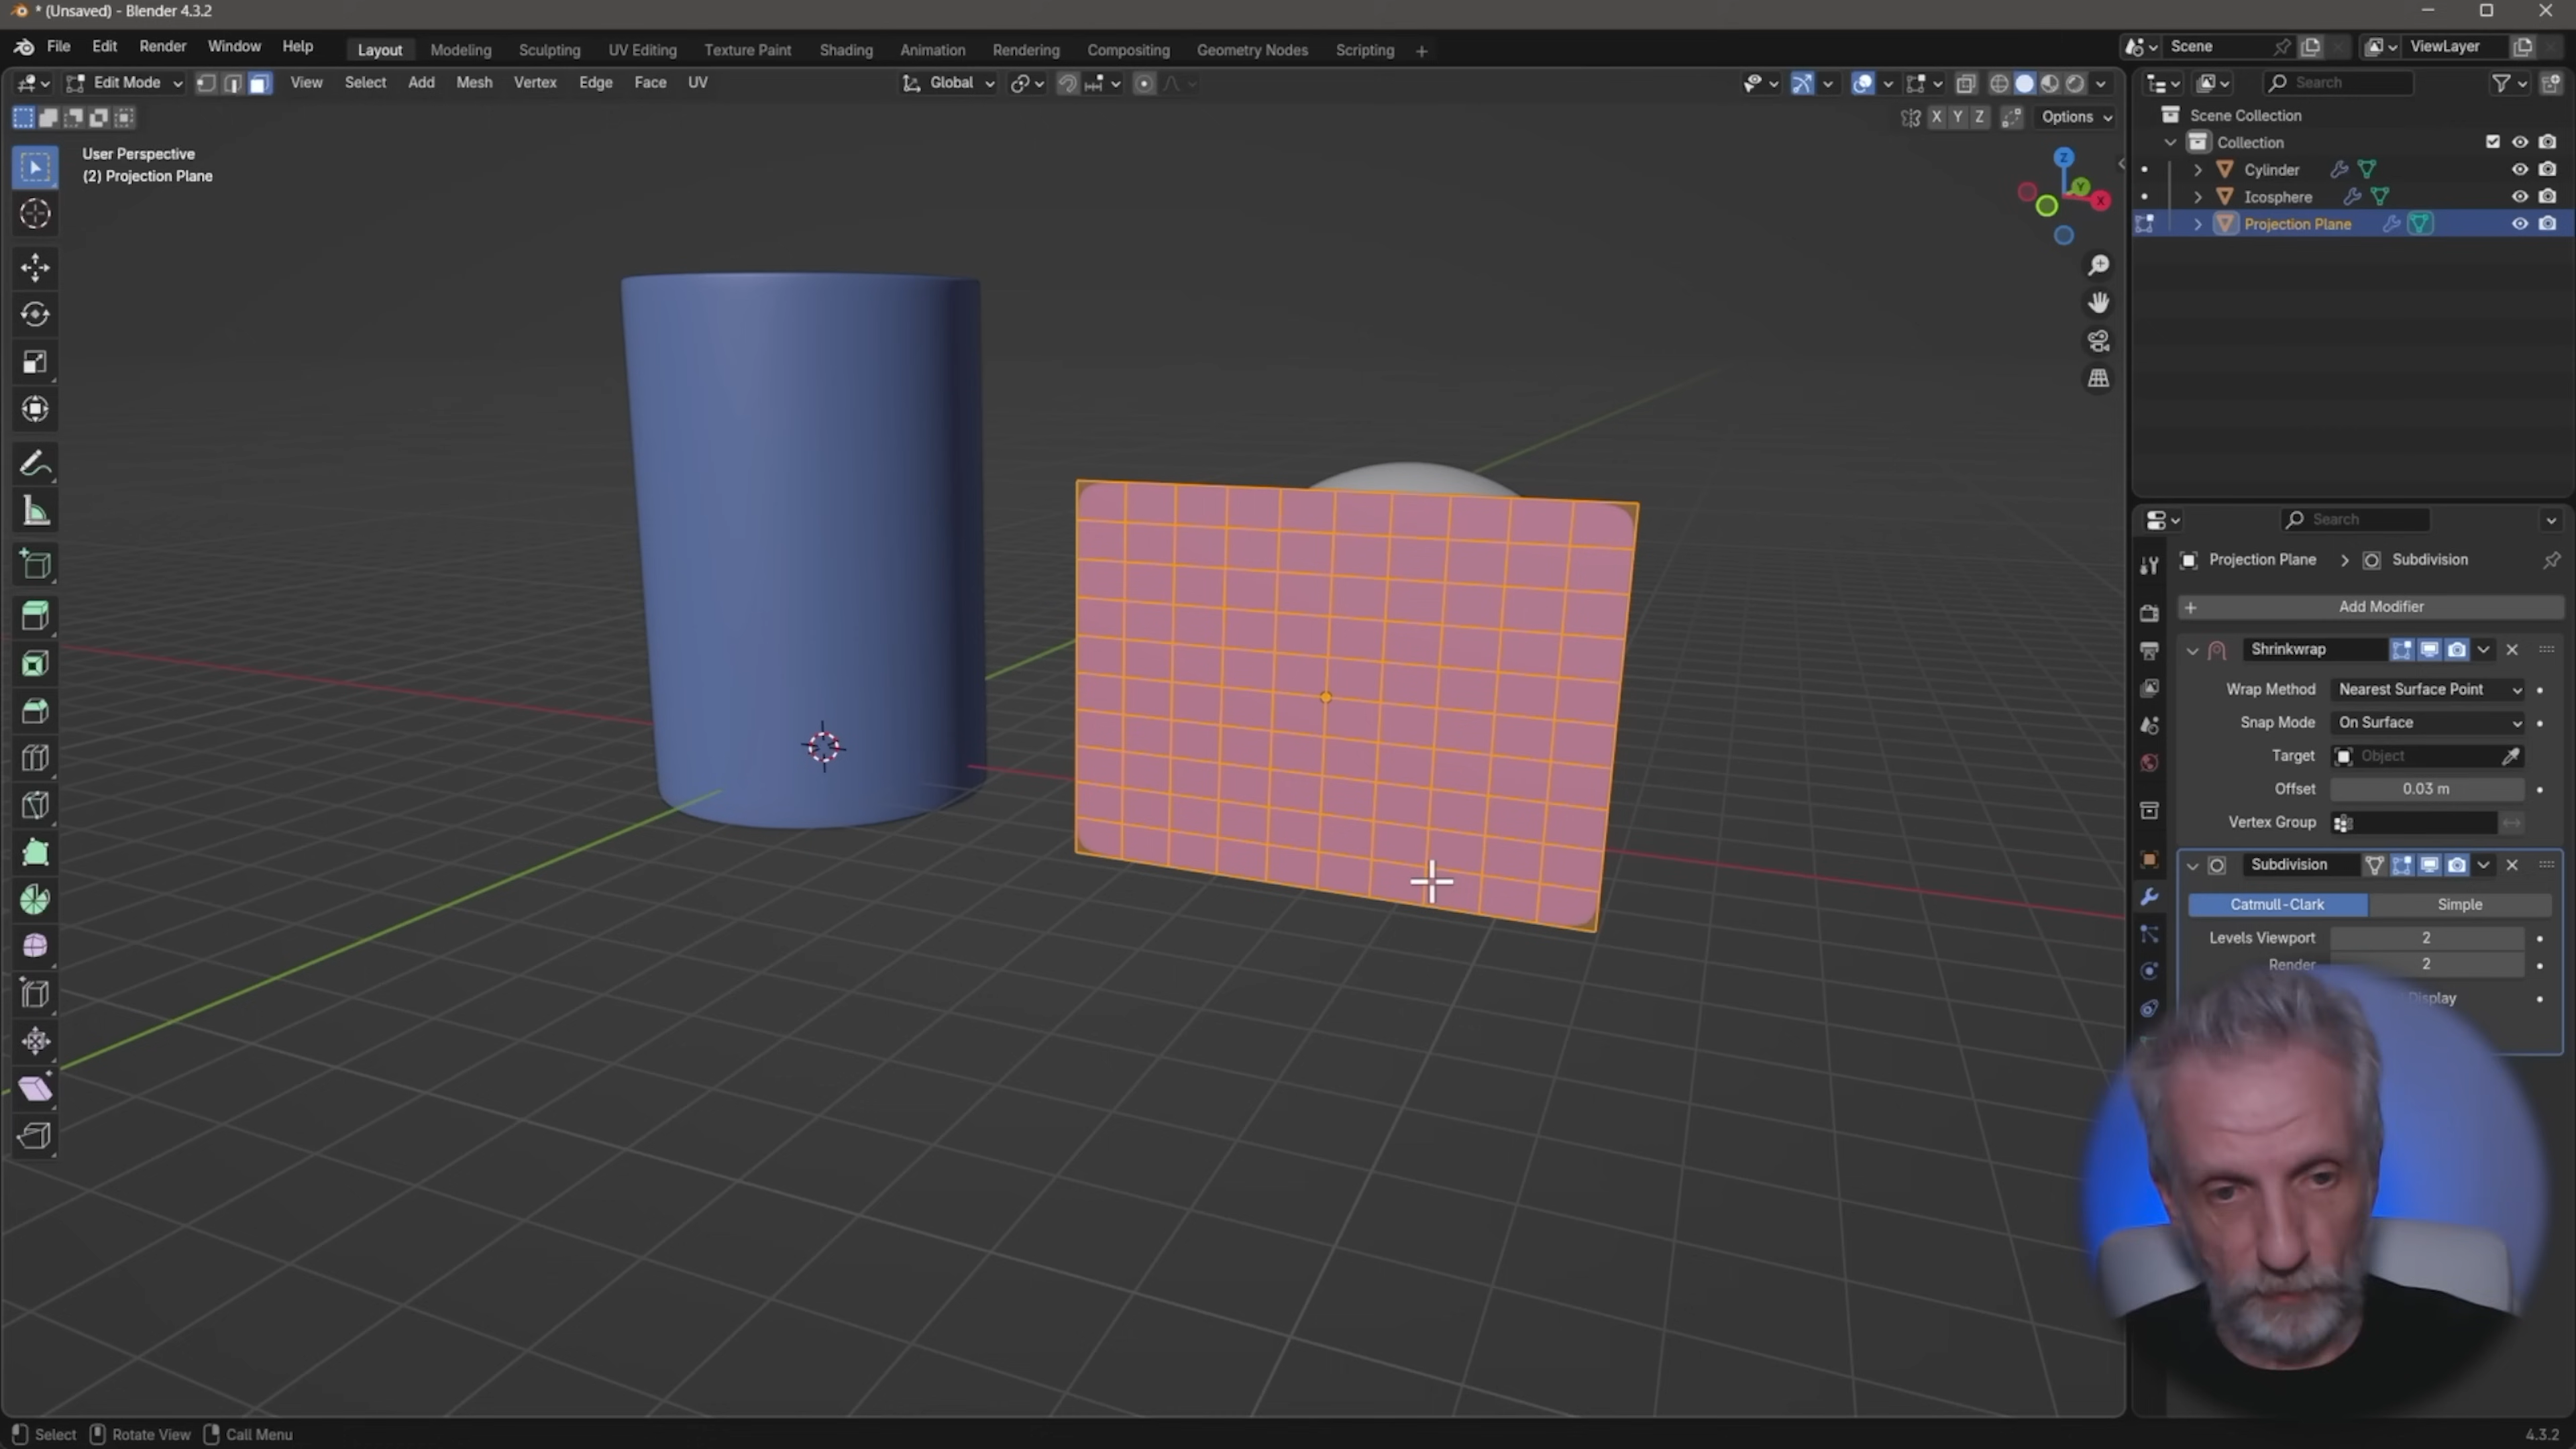 * (Unsaved) - Blender 4.3.2
File Edit Render Window Help Layout Modeling Sculpting UV Editing Texture Paint Shading Animation Rendering Compositing Geometry Nodes Scripting + Scene ViewLayer
Edit Mode View Select Add Mesh Vertex Edge Face UV Global Search
X Y Z Options
User Perspective
(2) Projection Plane
Z
Y
X
Scene Collection
Collection
Cylinder
Icosphere
Projection Plane
Search
Projection Plane > Subdivision
+ Add Modifier
Shrinkwrap
Wrap Method Nearest Surface Point
Snap Mode On Surface
Target Object
Offset 0.03 m
Vertex Group
Subdivision
Catmull-Clark Simple
Levels Viewport 2
Render 2
Display
Select Rotate View Call Menu 4.3.2